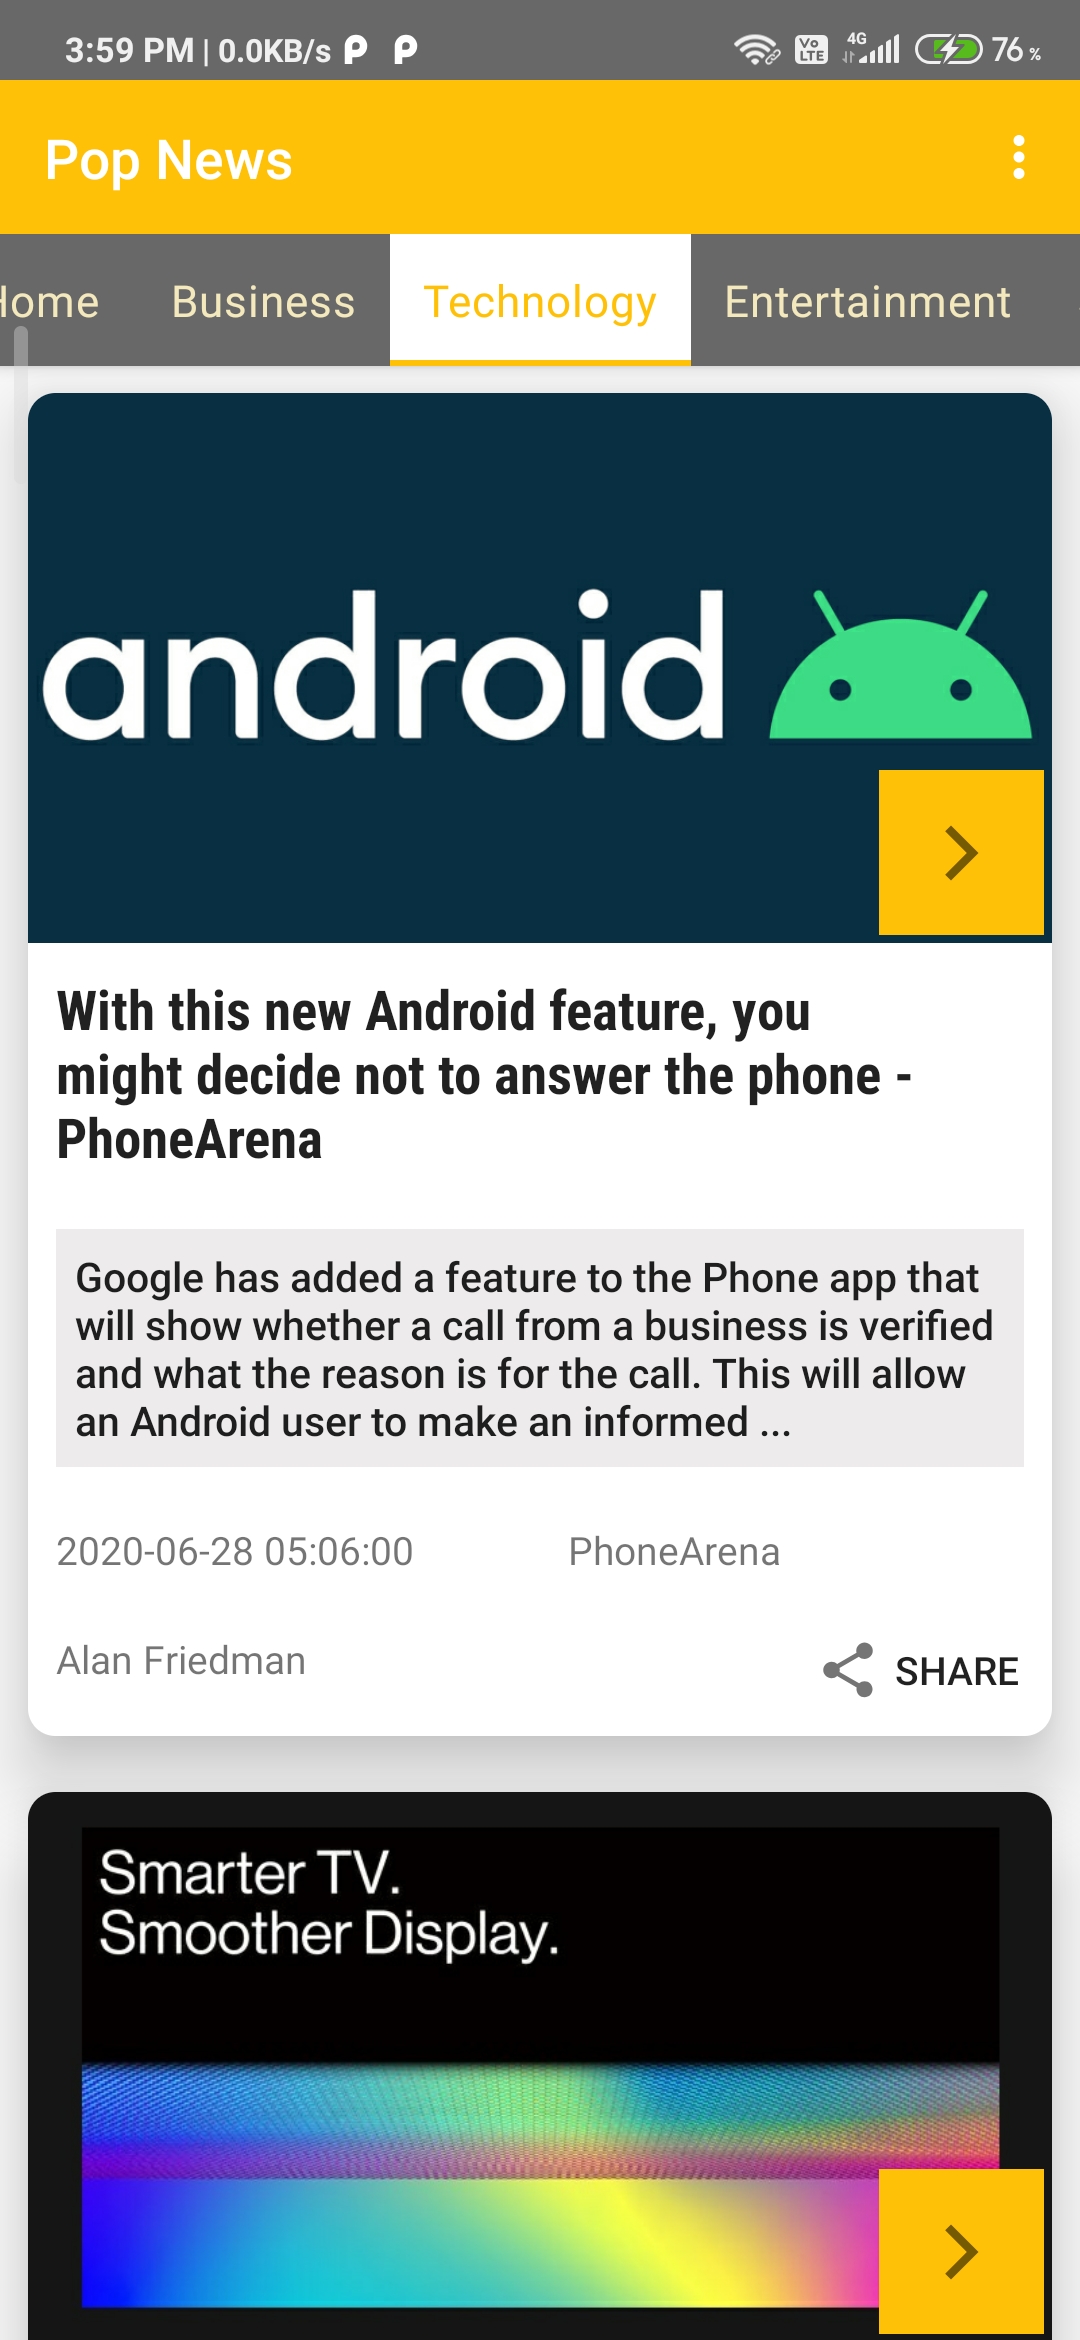 3:59 PM | 0.0KB/s
Vo LTE 4G 76 %
Pop News
Home Business Technology Entertainment
android
With this new Android feature, you
might decide not to answer the phone -
PhoneArena
Google has added a feature to the Phone app that
will show whether a call from a business is verified
and what the reason is for the call. This will allow
an Android user to make an informed ...
2020-06-28 05:06:00 PhoneArena
Alan Friedman SHARE
Smarter TV.
Smoother Display.